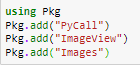 using Pkg
Pkg.add("PyCall")
Pkg.add("ImageView")
Pkg.add("Images")